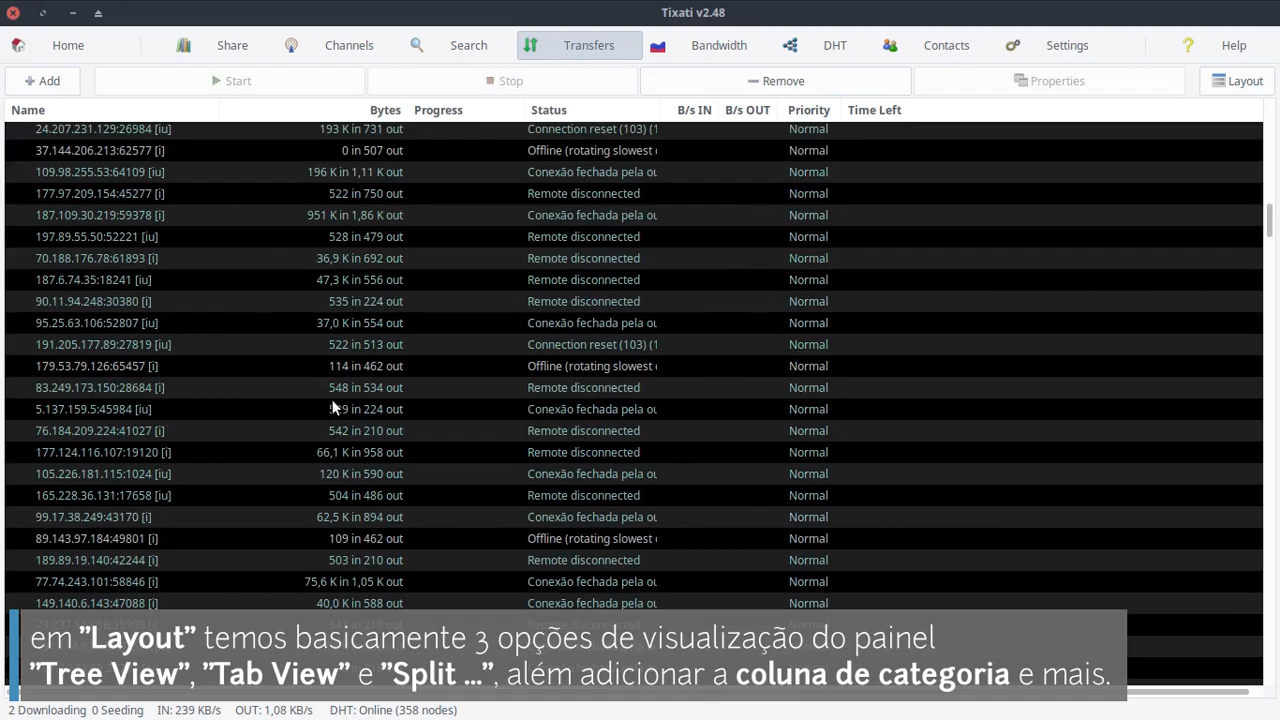 Tixati v2.48
Home Share Channels Search Transfers Bandwidth DHT Contacts Settings Help
Add Start Stop Remove Properties Layout
Name Bytes Progress Status B/s IN B/s OUT Priority Time Left
24.207.231.129:26984 [iu] 193 K in 731 out Connection reset (103) (1 Normal
37.144.206.213:62577 [i] 0 in 507 out Offline (rotating slowest Normal
109.98.255.53:64109 [iu] 196 K in 1,11 K out Conexão fechada pela ou Normal
177.97.209.154:45277 [i] 522 in 750 out Remote disconnected Normal
187.109.30.219:59378 [i] 951 K in 1,86 K out Conexão fechada pela ou Normal
197.89.55.50:52221 [iu] 528 in 479 out Remote disconnected Normal
70.188.176.78:61893 [i] 36,9 K in 692 out Remote disconnected Normal
187.6.74.35:18241 [iu] 47,3 K in 556 out Remote disconnected Normal
90.11.94.248:30380 [i] 535 in 224 out Remote disconnected Normal
95.25.63.106:52807 [iu] 37,0 K in 554 out Conexão fechada pela ou Normal
191.205.177.89:27819 [iu] 522 in 513 out Connection reset (103) (1 Normal
179.53.79.126:65457 [i] 114 in 462 out Offline (rotating slowest Normal
83.249.173.150:28684 [i] 548 in 534 out Remote disconnected Normal
5.137.159.5:45984 [iu] in 224 out Conexão fechada pela ou Normal
76.184.209.224:41027 [i] 542 in 210 out Remote disconnected Normal
177.124.116.107:19120 [i] 66,1 K in 958 out Remote disconnected Normal
105.226.181.115:1024 [iu] 120 K in 590 out Conexão fechada pela ou Normal
165.228.36.131:17658 [iu] 504 in 486 out Remote disconnected Normal
99.17.38.249:43170 [i] 62,5 K in 894 out Conexão fechada pela ou Normal
89.143.97.184:49801 [i] 109 in 462 out Offline (rotating slowest Normal
189.89.19.140:42244 [i] 503 in 210 out Remote disconnected Normal
77.74.243.101:58846 [i] 75,6 K in 1,05 K out Conexão fechada pela ou Normal
149.140.6.143:47088 [i] 40,0 K in 588 out Conexão fechada pela ou Normal
em "Layout" temos basicamente 3 opções de visualização do painel
"Tree View", "Tab View" e "Split ...", além adicionar a coluna de categoria e mais.
2 Downloading 0 Seeding IN: 239 KB/s OUT: 1,08 KB/s DHT: Online (358 nodes)